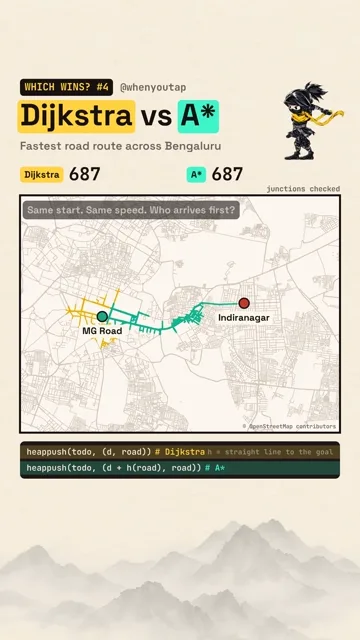 WHICH WINS? #4 @whenyoutap
Dijkstra vs A*
Fastest road route across Bengaluru
Dijkstra 687 A* 687
junctions checked
Same start. Same speed. Who arrives first?
Indiranagar
MG Road
© OpenStreetMap contributors
heappush(todo, (d, road)) # Dijkstra h = straight line to the goal
heappush(todo, (d + h(road), road)) # A*